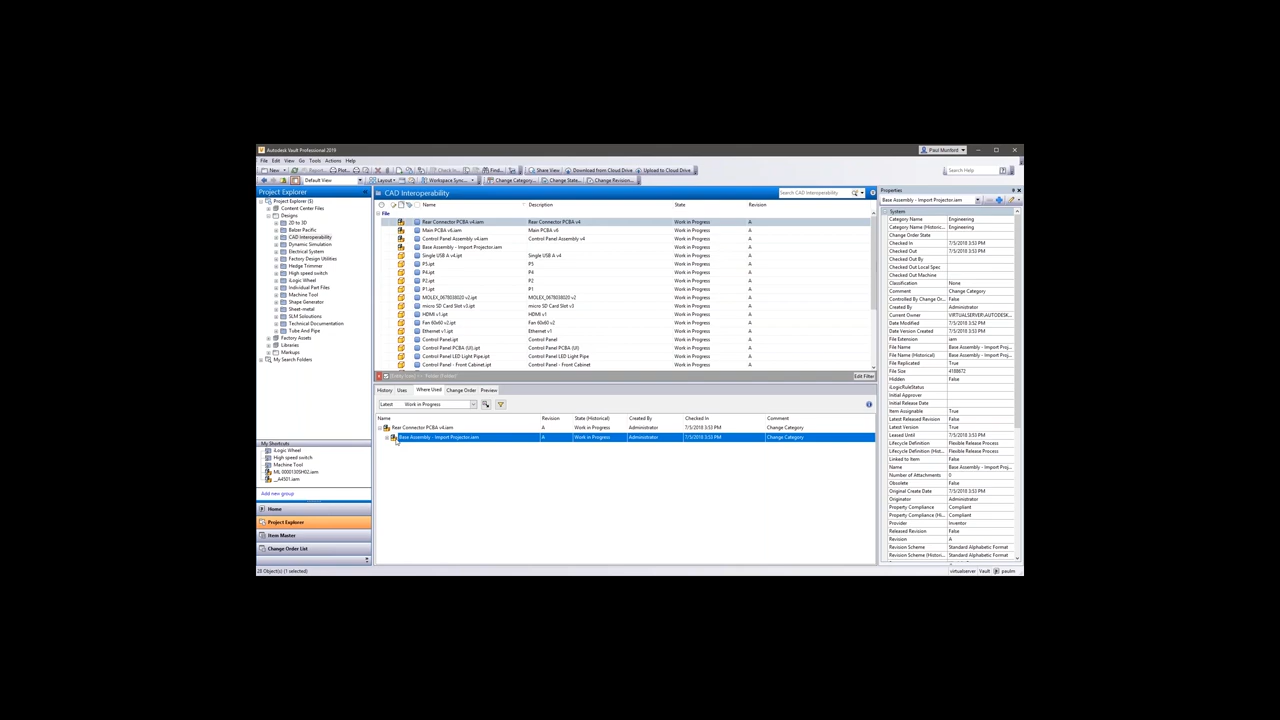 Autodesk Vault Professional 2019
Paul Munford
File Edit View Go Tools Actions Help
New Report... Plot... Check In... Find... Share View Download from Cloud Drive Upload to Cloud Drive
Search Help
Default View Layout Workspace Sync... Change Category... Change State... Change Revision...
Project Explorer
Project Explorer ($)
Content Center Files
Designs
2D to 3D
Belzer Pacific
CAD Interoperability
Dynamic Simulation
Electrical System
Factory Design Utilities
Hedge Trimmer
High speed switch
iLogic Wheel
Individual Part Files
Machine Tool
Shape Generator
Sheet-metal
SLM Soloutions
Technical Documentation
Tube And Pipe
Factory Assets
Libraries
Markups
My Search Folders
My Shortcuts
iLogic Wheel
High speed switch
Machine Tool
__A4501.iam
Add new group
Home
Project Explorer
Item Master
Change Order List
28 Object(s) (1 selected)
CAD Interoperability
Search CAD Interoperability
Name Description State Revision
File
Rear Connector PCBA v4.iam Rear Connector PCBA v4 Work in Progress A
Main PCBA v6.iam Main PCBA v6 Work in Progress A
Control Panel Assembly v4.iam Control Panel Assembly v4 Work in Progress A
Base Assembly - Import Projector.iam Work in Progress A
Single USB A v4.ipt Single USB A v4 Work in Progress A
P5.ipt P5 Work in Progress A
P4.ipt P4 Work in Progress A
P2.ipt P2 Work in Progress A
P1.ipt P1 Work in Progress A
MOLEX_0678038020 v2.ipt MOLEX_0678038020 v2 Work in Progress A
micro SD Card Slot v3.ipt micro SD Card Slot v3 Work in Progress A
HDMI v1.ipt HDMI v1 Work in Progress A
Fan 60x60 v2.ipt Fan 60x60 v2 Work in Progress A
Ethernet v1.ipt Ethernet v1 Work in Progress A
Control Panel.ipt Control Panel Work in Progress A
Control Panel PCBA (UI).ipt Control Panel PCBA (UI) Work in Progress A
Control Panel LED Light Pipe.ipt Control Panel LED Light Pipe Work in Progress A
Control Panel - Front Cabinet.ipt Control Panel - Front Cabinet Work in Progress A
Edit Filter
History Uses Where Used Change Order Preview
Latest Work in Progress
Name Revision State (Historical) Created By Checked In Comment
Rear Connector PCBA v4.iam A Work in Progress Administrator 7/5/2018 3:53 PM Change Category
Base Assembly - Import Projector.iam A Work in Progress Administrator 7/5/2018 3:53 PM Change Category
Properties
Base Assembly - Import Projector.iam
System
Category Name Engineering
Category Name (Historic... Engineering
Change Order State
Checked In 7/5/2018 3:53 PM
Checked Out 7/5/2018 3:53 PM
Checked Out By
Checked Out Local Spec
Checked Out Machine
Classification None
Comment Change Category
Controlled By Change Or... False
Created By Administrator
Current Owner VIRTUALSERVER\AUTODESK...
Date Modified 7/5/2018 3:52 PM
Date Version Created 7/5/2018 3:53 PM
File Extension iam
File Name Base Assembly - Import Proj...
File Name (Historical) Base Assembly - Import Proj...
File Replicated True
File Size 4188672
Hidden False
iLogicRuleStatus
Initial Approver
Initial Release Date
Item Assignable True
Latest Released Revision False
Latest Version True
Leased Until 7/5/2018 3:53 PM
Lifecycle Definition Flexible Release Process
Lifecycle Definition (Hist... Flexible Release Process
Linked to Item False
Name Base Assembly - Import Proj...
Number of Attachments 0
Obsolete False
Original Create Date 7/5/2018 3:53 PM
Originator Administrator
Property Compliance Compliant
Property Compliance (Hi... Compliant
Provider Inventor
Released Revision False
Revision A
Revision Scheme Standard Alphabetic Format
Revision Scheme (Histori... Standard Alphabetic Format
virtualserver Vault paulm